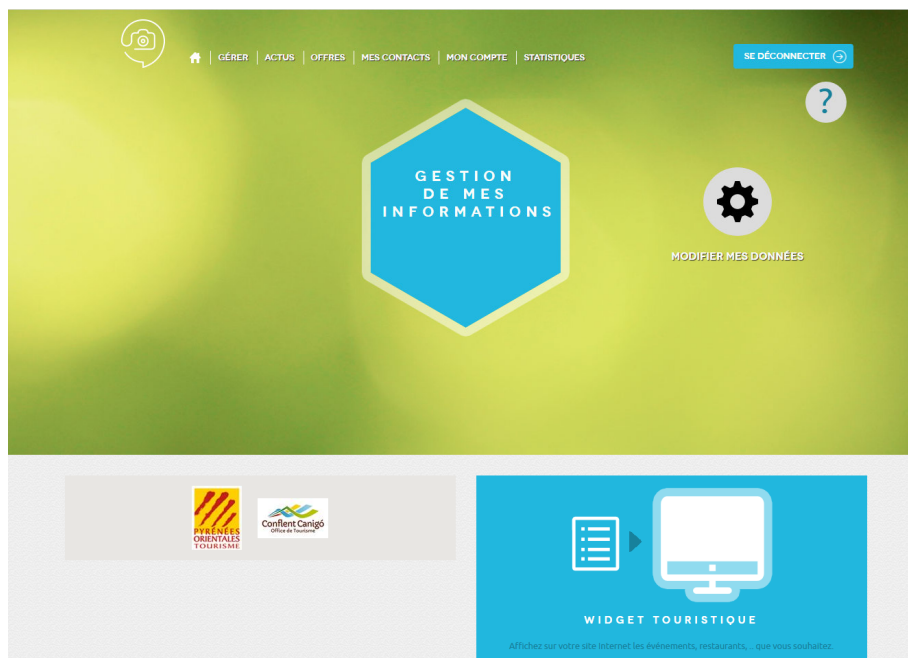 GÉRER | ACTUS | OFFRES | MES CONTACTS | MON COMPTE | STATISTIQUES
SE DÉCONNECTER
?
GESTION
DE MES
INFORMATIONS
MODIFIER MES DONNÉES
PYRÉNÉES
ORIENTALES
TOURISME
Conflent Canigó
Office de Tourisme
WIDGET TOURISTIQUE
Affichez sur votre site Internet les événements, restaurants, .. que vous souhaitez.